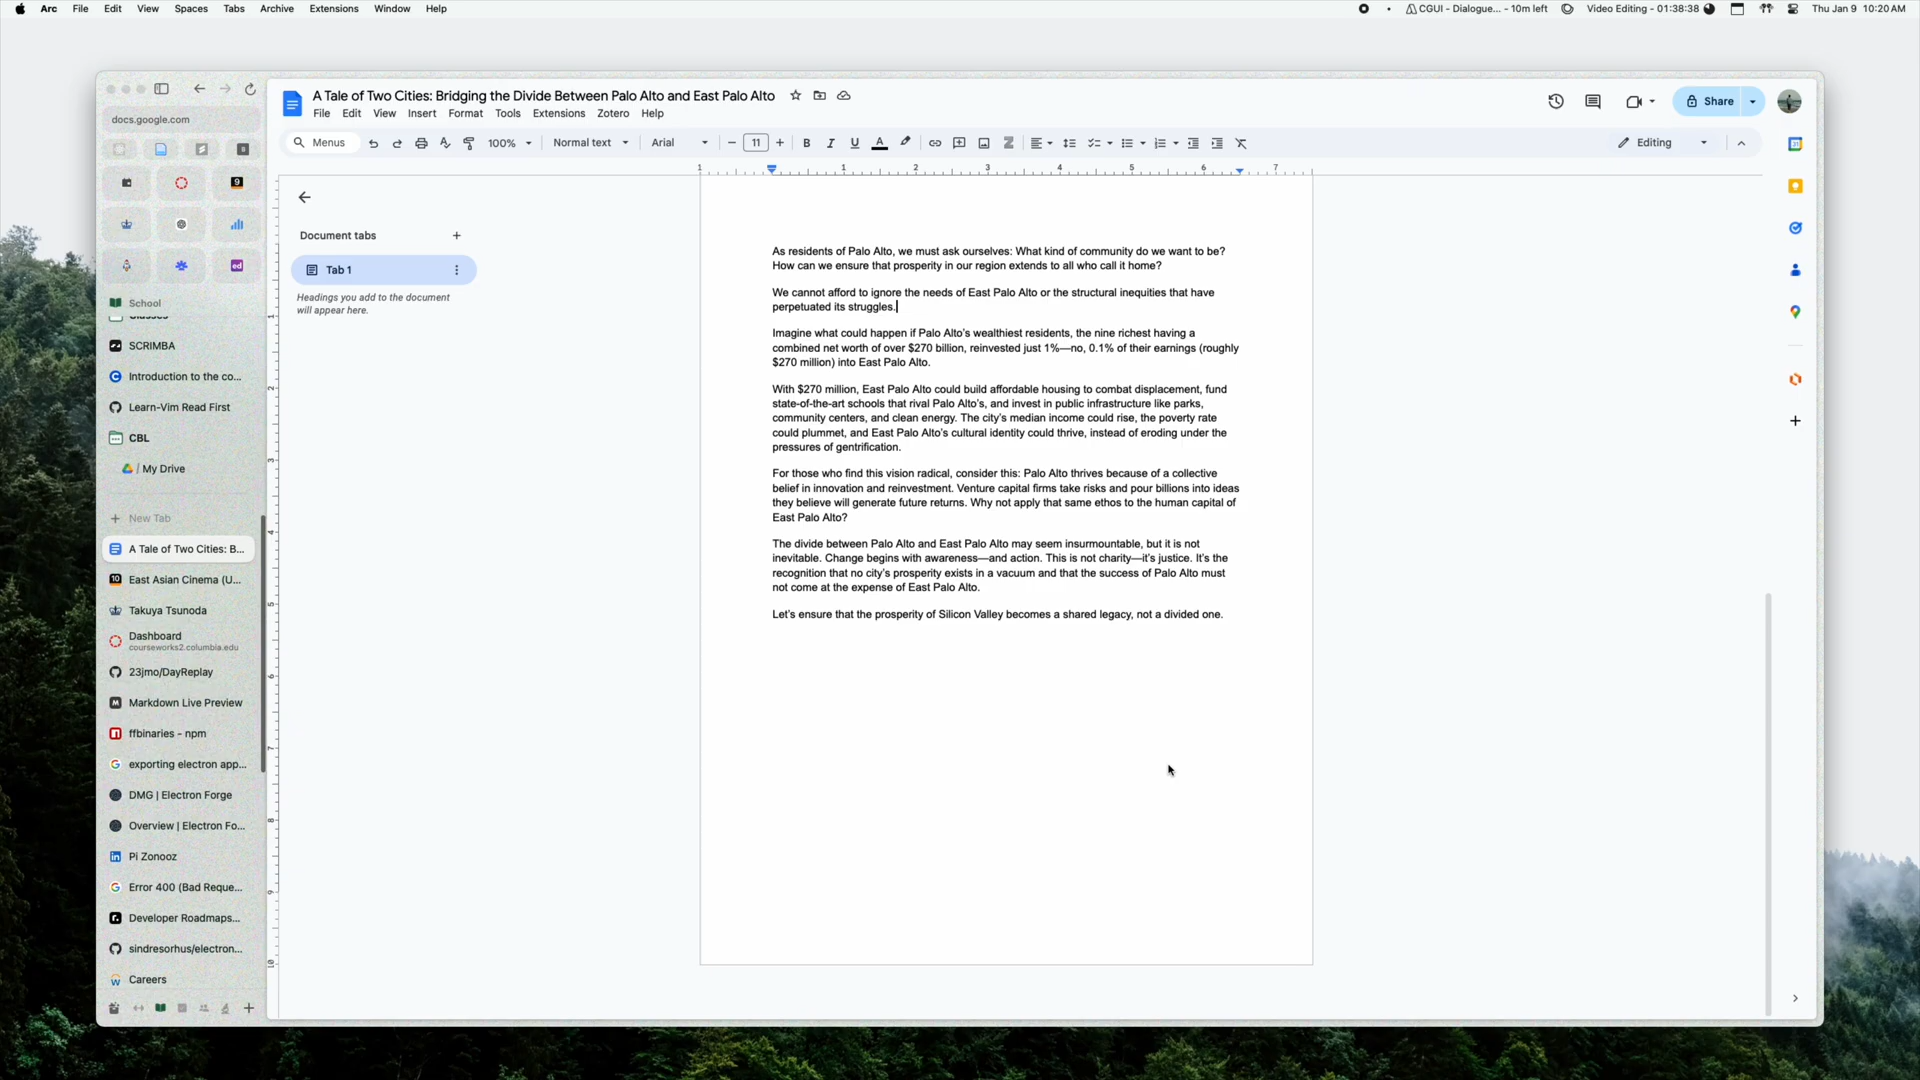 Arc File Edit View Spaces Tabs Archive Extensions Window Help
CGUI - Dialogue... - 10m left Video Editing - 01:38:38 Thu Jan 9 10:20 AM
docs.google.com
9
S
ed
School
SCRIMBA
Introduction to the co...
Learn-Vim Read First
CBL
/ My Drive
New Tab
A Tale of Two Cities: B...
East Asian Cinema (U...
Takuya Tsunoda
Dashboard
courseworks2.columbia.edu
23jmo/DayReplay
Markdown Live Preview
ffbinaries - npm
exporting electron app...
DMG | Electron Forge
Overview | Electron Fo...
Pi Zonooz
Error 400 (Bad Reque...
Developer Roadmaps...
sindresorhus/electron...
Careers
A Tale of Two Cities: Bridging the Divide Between Palo Alto and East Palo Alto
File Edit View Insert Format Tools Extensions Zotero Help
Share
Menus 100% Normal text Arial 11 B I U A Editing
1 1 2 3 4 5 6 7
Document tabs
Tab 1
Headings you add to the document
will appear here.
1
2
3
4
5
6
7
8
9
10
As residents of Palo Alto, we must ask ourselves: What kind of community do we want to be?
How can we ensure that prosperity in our region extends to all who call it home?
We cannot afford to ignore the needs of East Palo Alto or the structural inequities that have
perpetuated its struggles.
Imagine what could happen if Palo Alto's wealthiest residents, the nine richest having a
combined net worth of over $270 billion, reinvested just 1%—no, 0.1% of their earnings (roughly
$270 million) into East Palo Alto.
With $270 million, East Palo Alto could build affordable housing to combat displacement, fund
state-of-the-art schools that rival Palo Alto's, and invest in public infrastructure like parks,
community centers, and clean energy. The city's median income could rise, the poverty rate
could plummet, and East Palo Alto's cultural identity could thrive, instead of eroding under the
pressures of gentrification.
For those who find this vision radical, consider this: Palo Alto thrives because of a collective
belief in innovation and reinvestment. Venture capital firms take risks and pour billions into ideas
they believe will generate future returns. Why not apply that same ethos to the human capital of
East Palo Alto?
The divide between Palo Alto and East Palo Alto may seem insurmountable, but it is not
inevitable. Change begins with awareness—and action. This is not charity—it's justice. It's the
recognition that no city's prosperity exists in a vacuum and that the success of Palo Alto must
not come at the expense of East Palo Alto.
Let's ensure that the prosperity of Silicon Valley becomes a shared legacy, not a divided one.